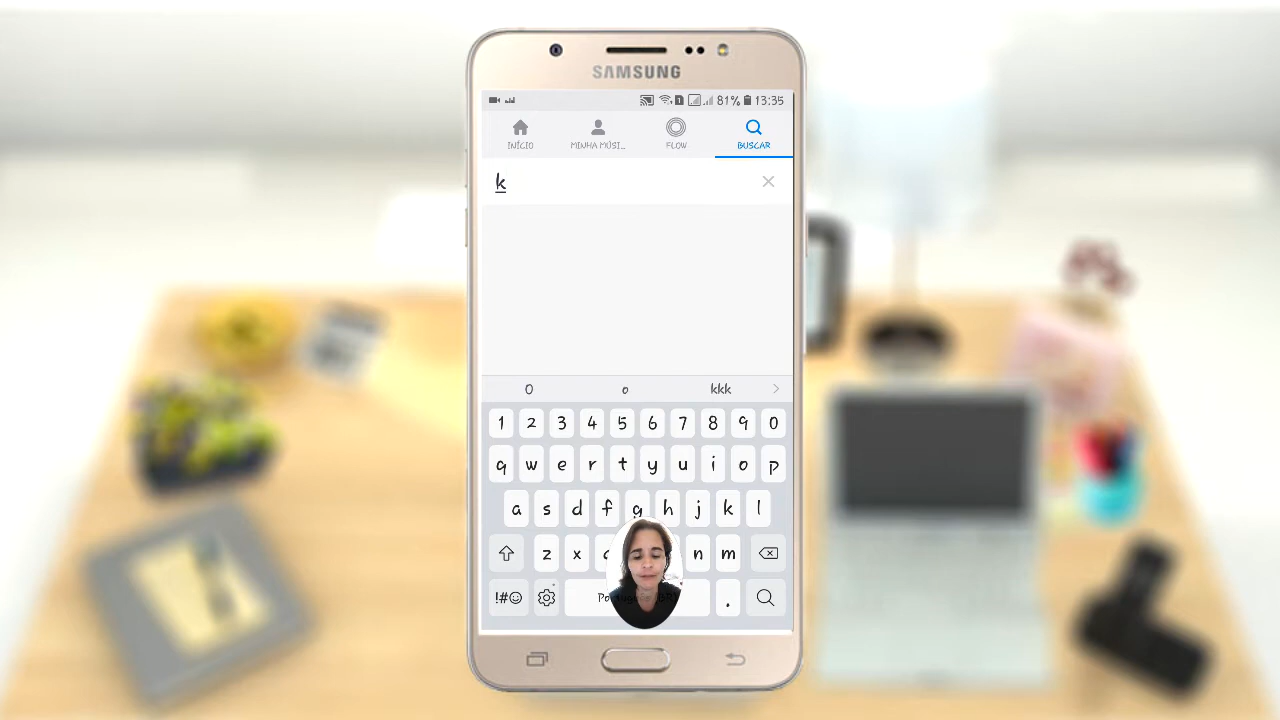 SAMSUNG
81% 13:35
INÍCIO MINHA MÚSI... FLOW BUSCAR
k
O o kkk
1 2 3 4 5 6 7 8 9 0
q w e r t y u i o p
a s d f g h j k l
z x c n m
!#☺ .